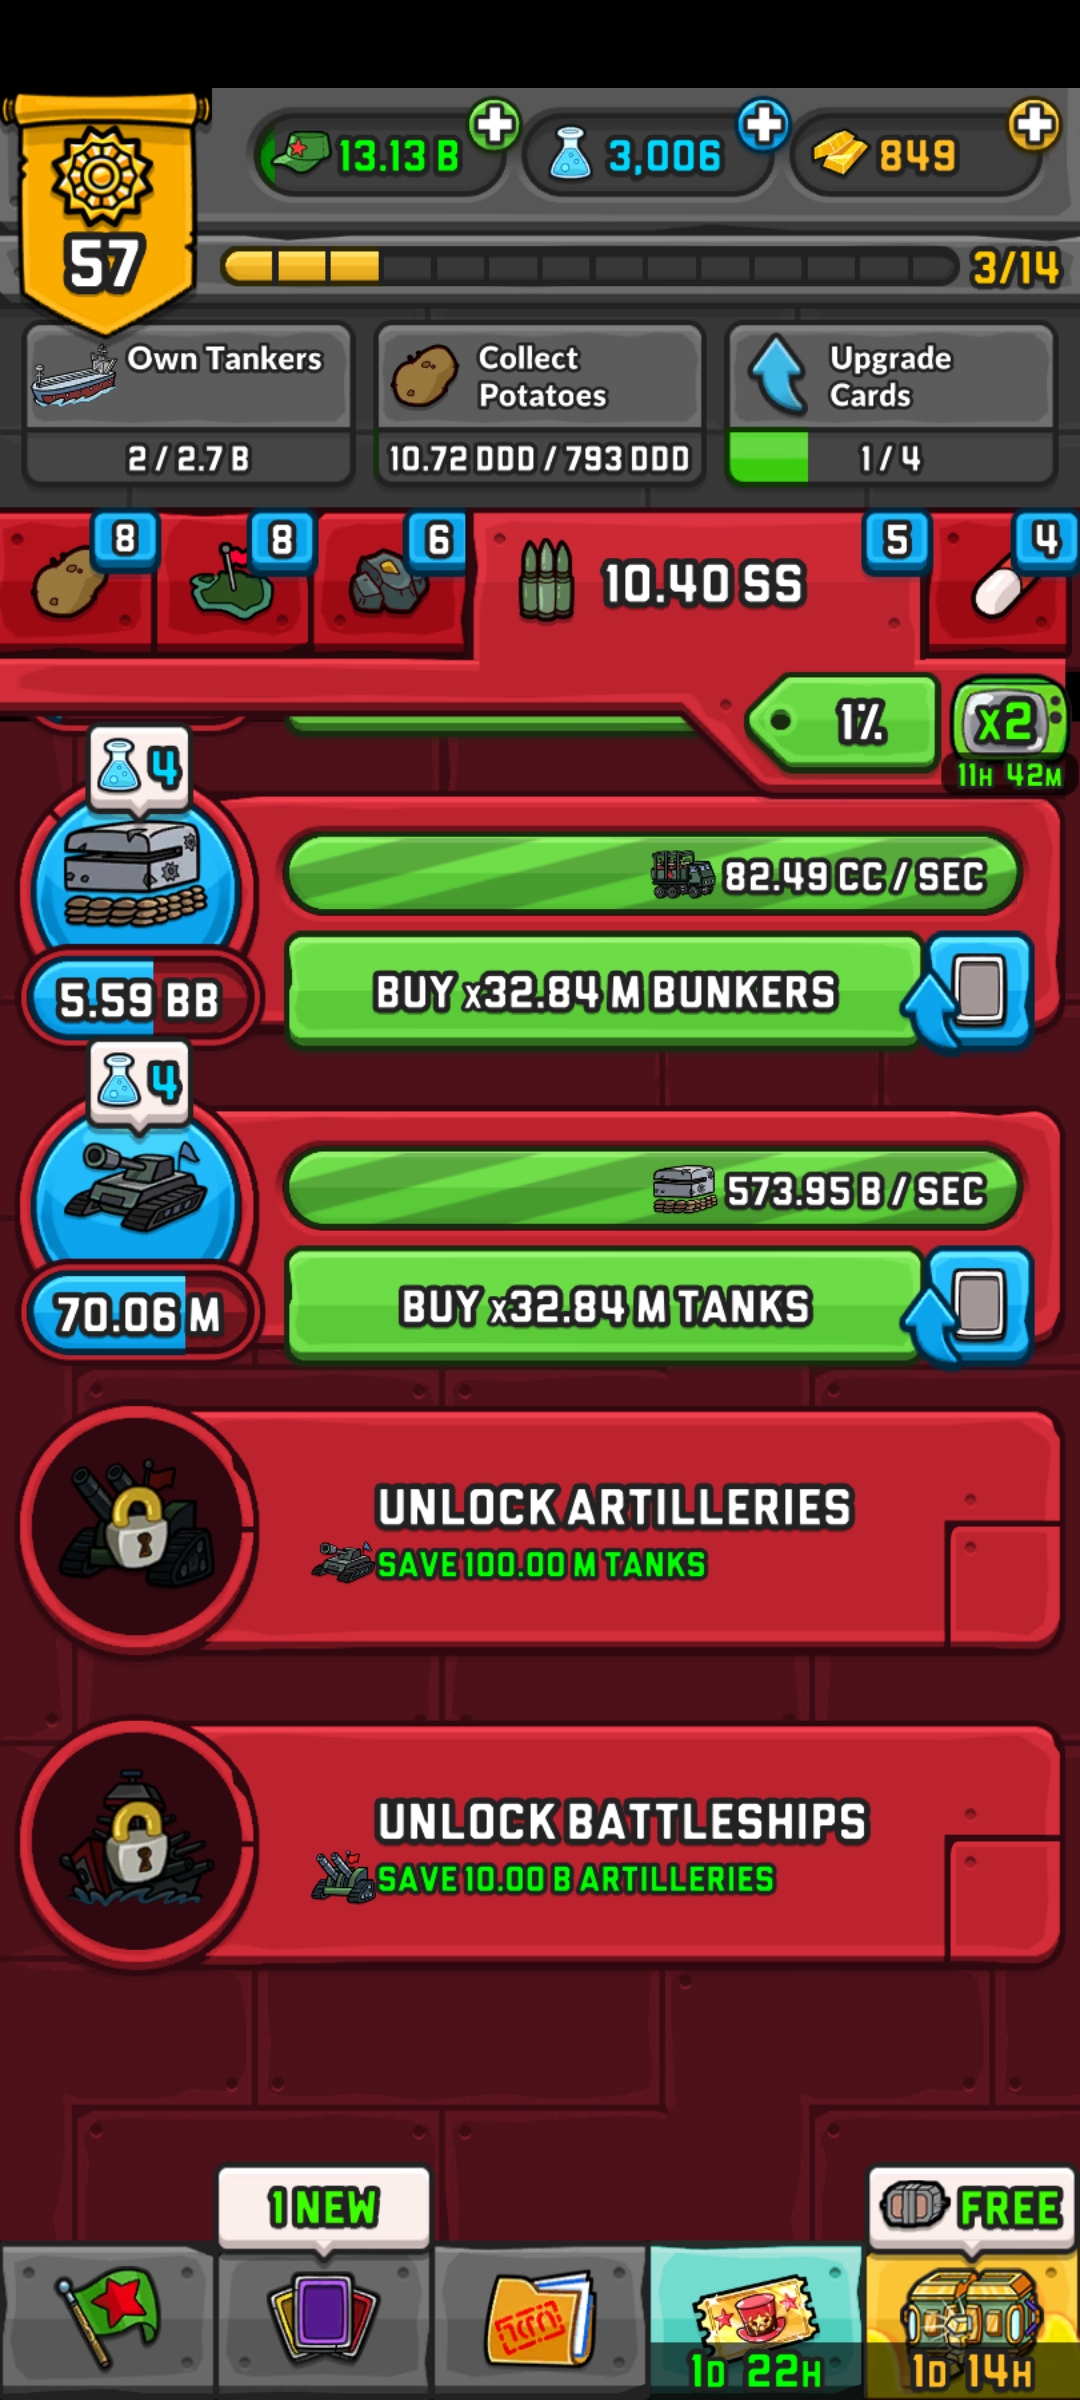 13.13 B
3,006
849
57
3/14
Own Tankers
2 / 2.7 B
Collect
Potatoes
10.72 DDD / 793 DDD
Upgrade
Cards
1 / 4
8
8
6
10.40 SS
5
4
1%
x2
11H 42M
4
82.49 CC / SEC
5.59 BB
BUY x32.84 M BUNKERS
4
573.95 B / SEC
70.06 M
BUY x32.84 M TANKS
UNLOCK ARTILLERIES
SAVE 100.00 M TANKS
UNLOCK BATTLESHIPS
SAVE 10.00 B ARTILLERIES
1 NEW
FREE
1D 22H
1D 14H